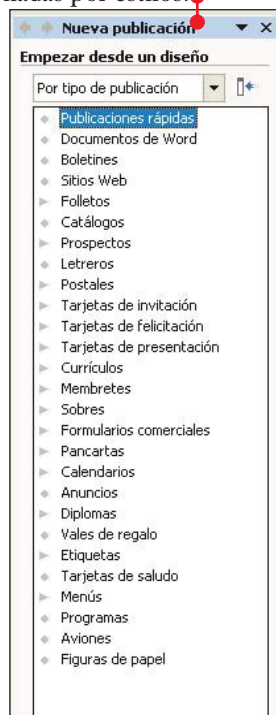 por
Nueva publicación
Empezar desde un diseño
Por tipo de publicación
Publicaciones rápidas
Documentos de Word
Boletines
Sitios Web
Folletos
Catálogos
Prospectos
Letreros
Postales
Tarjetas de invitación
Tarjetas de felicitación
Tarjetas de presentación
Currículos
Membretes
Sobres
Formularios comerciales
Pancartas
Calendarios
Anuncios
Diplomas
Vales de regalo
Etiquetas
Tarjetas de saludo
Menús
Programas
Aviones
Figuras de papel